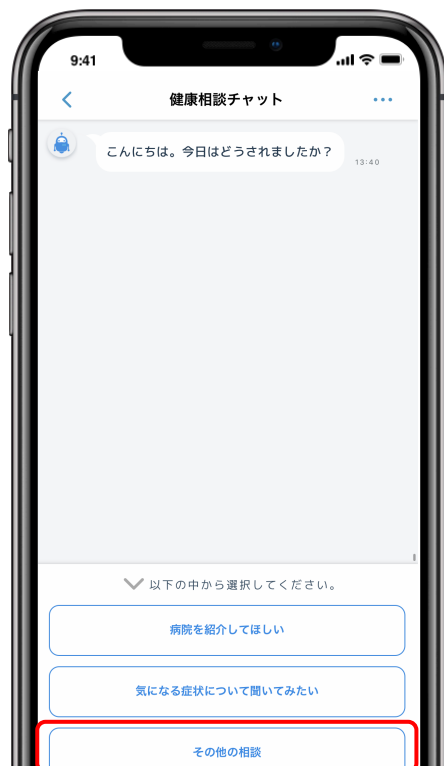 9:41
健康相談チャット
こんにちは。今日はどうされましたか？
13:40
以下の中から選択してください。
病院を紹介してほしい
気になる症状について聞いてみたい
その他の相談